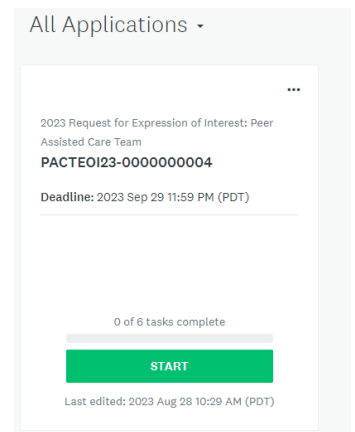 All Applications
...
2023 Request for Expression of Interest: Peer
Assisted Care Team
PACTEOI23-0000000004
Deadline: 2023 Sep 29 11:59 PM (PDT)
0 of 6 tasks complete
START
Last edited: 2023 Aug 28 10:29 AM (PDT)